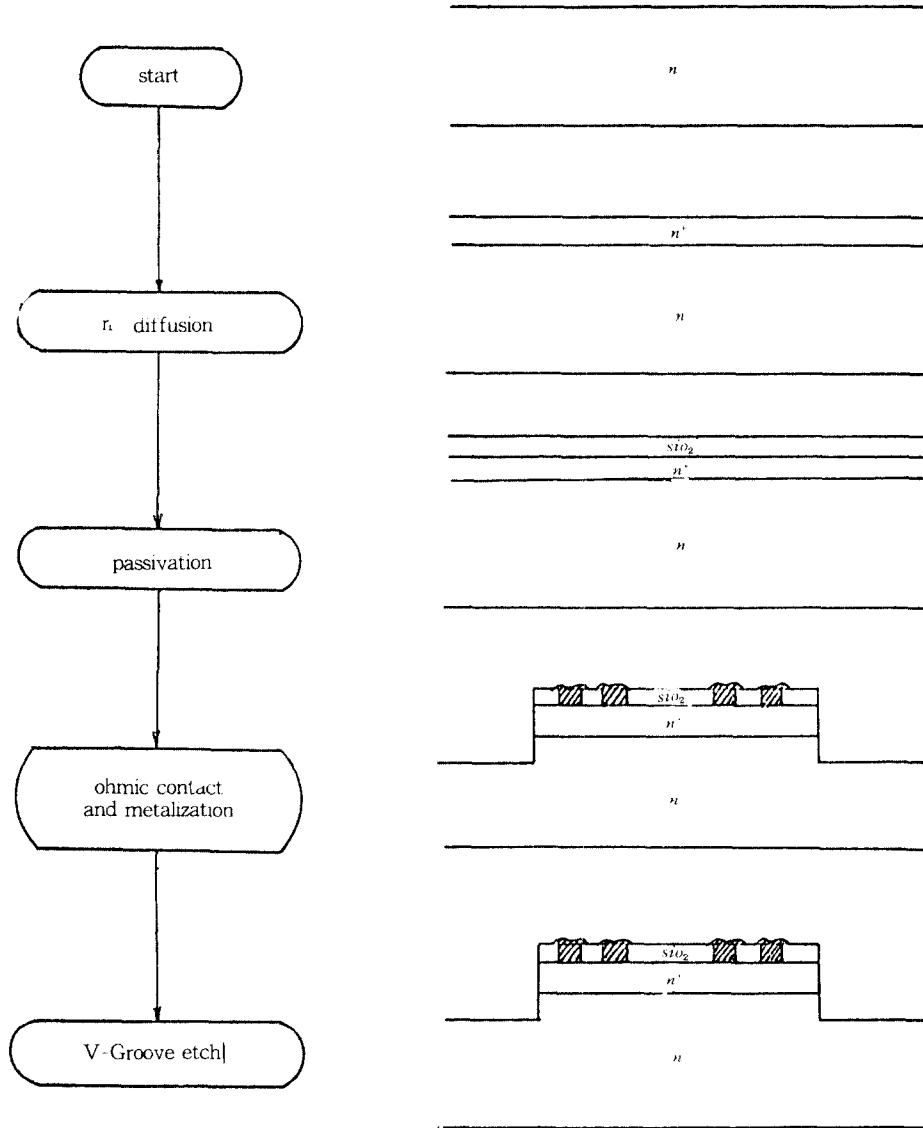 start
n
n⁺
diffusion
n
sio₂
n⁺
passivation
n
sio₂
n⁺
ohmic contact
and metalization
n
sio₂
n⁺
V-Groove etch
n